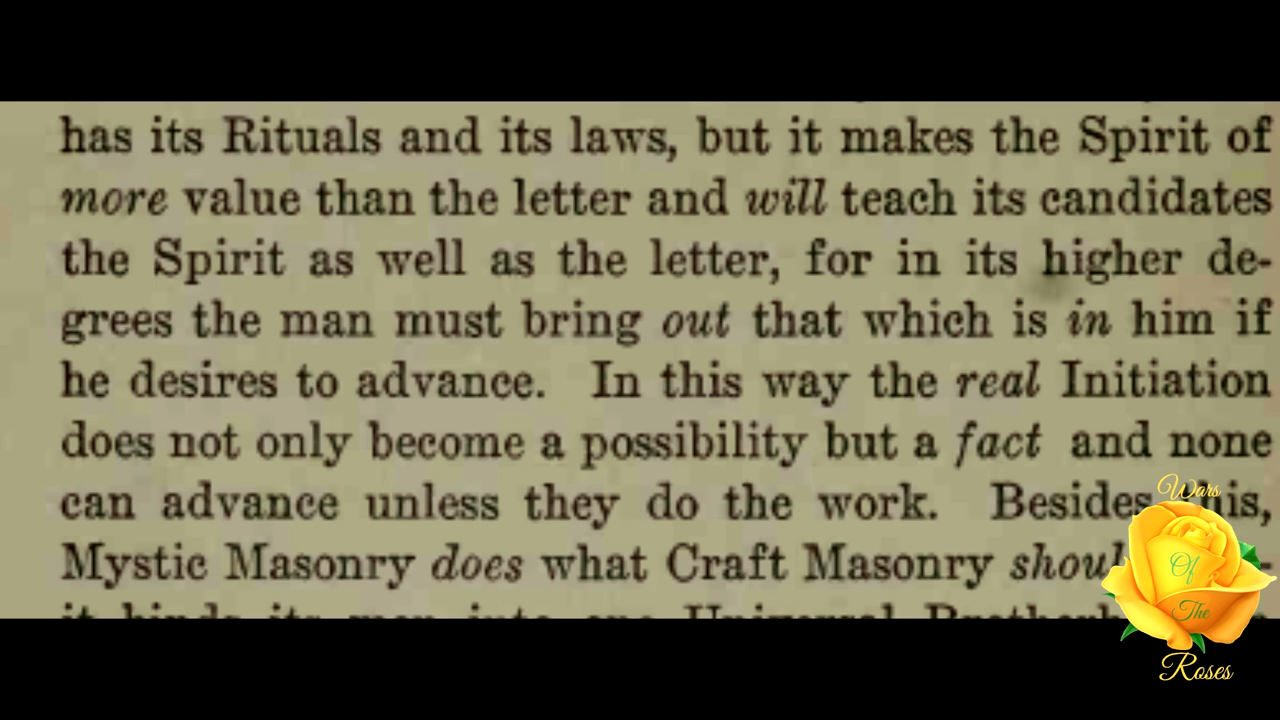 has its Rituals and its laws, but it makes the Spirit of
more value than the letter and will teach its candidates
the Spirit as well as the letter, for in its higher de-
grees the man must bring out that which is in him if
he desires to advance. In this way the real Initiation
does not only become a possibility but a fact and none
can advance unless they do the work. Besides
Mystic Masonry does what Craft Masonry
Wars
Of
The
Roses